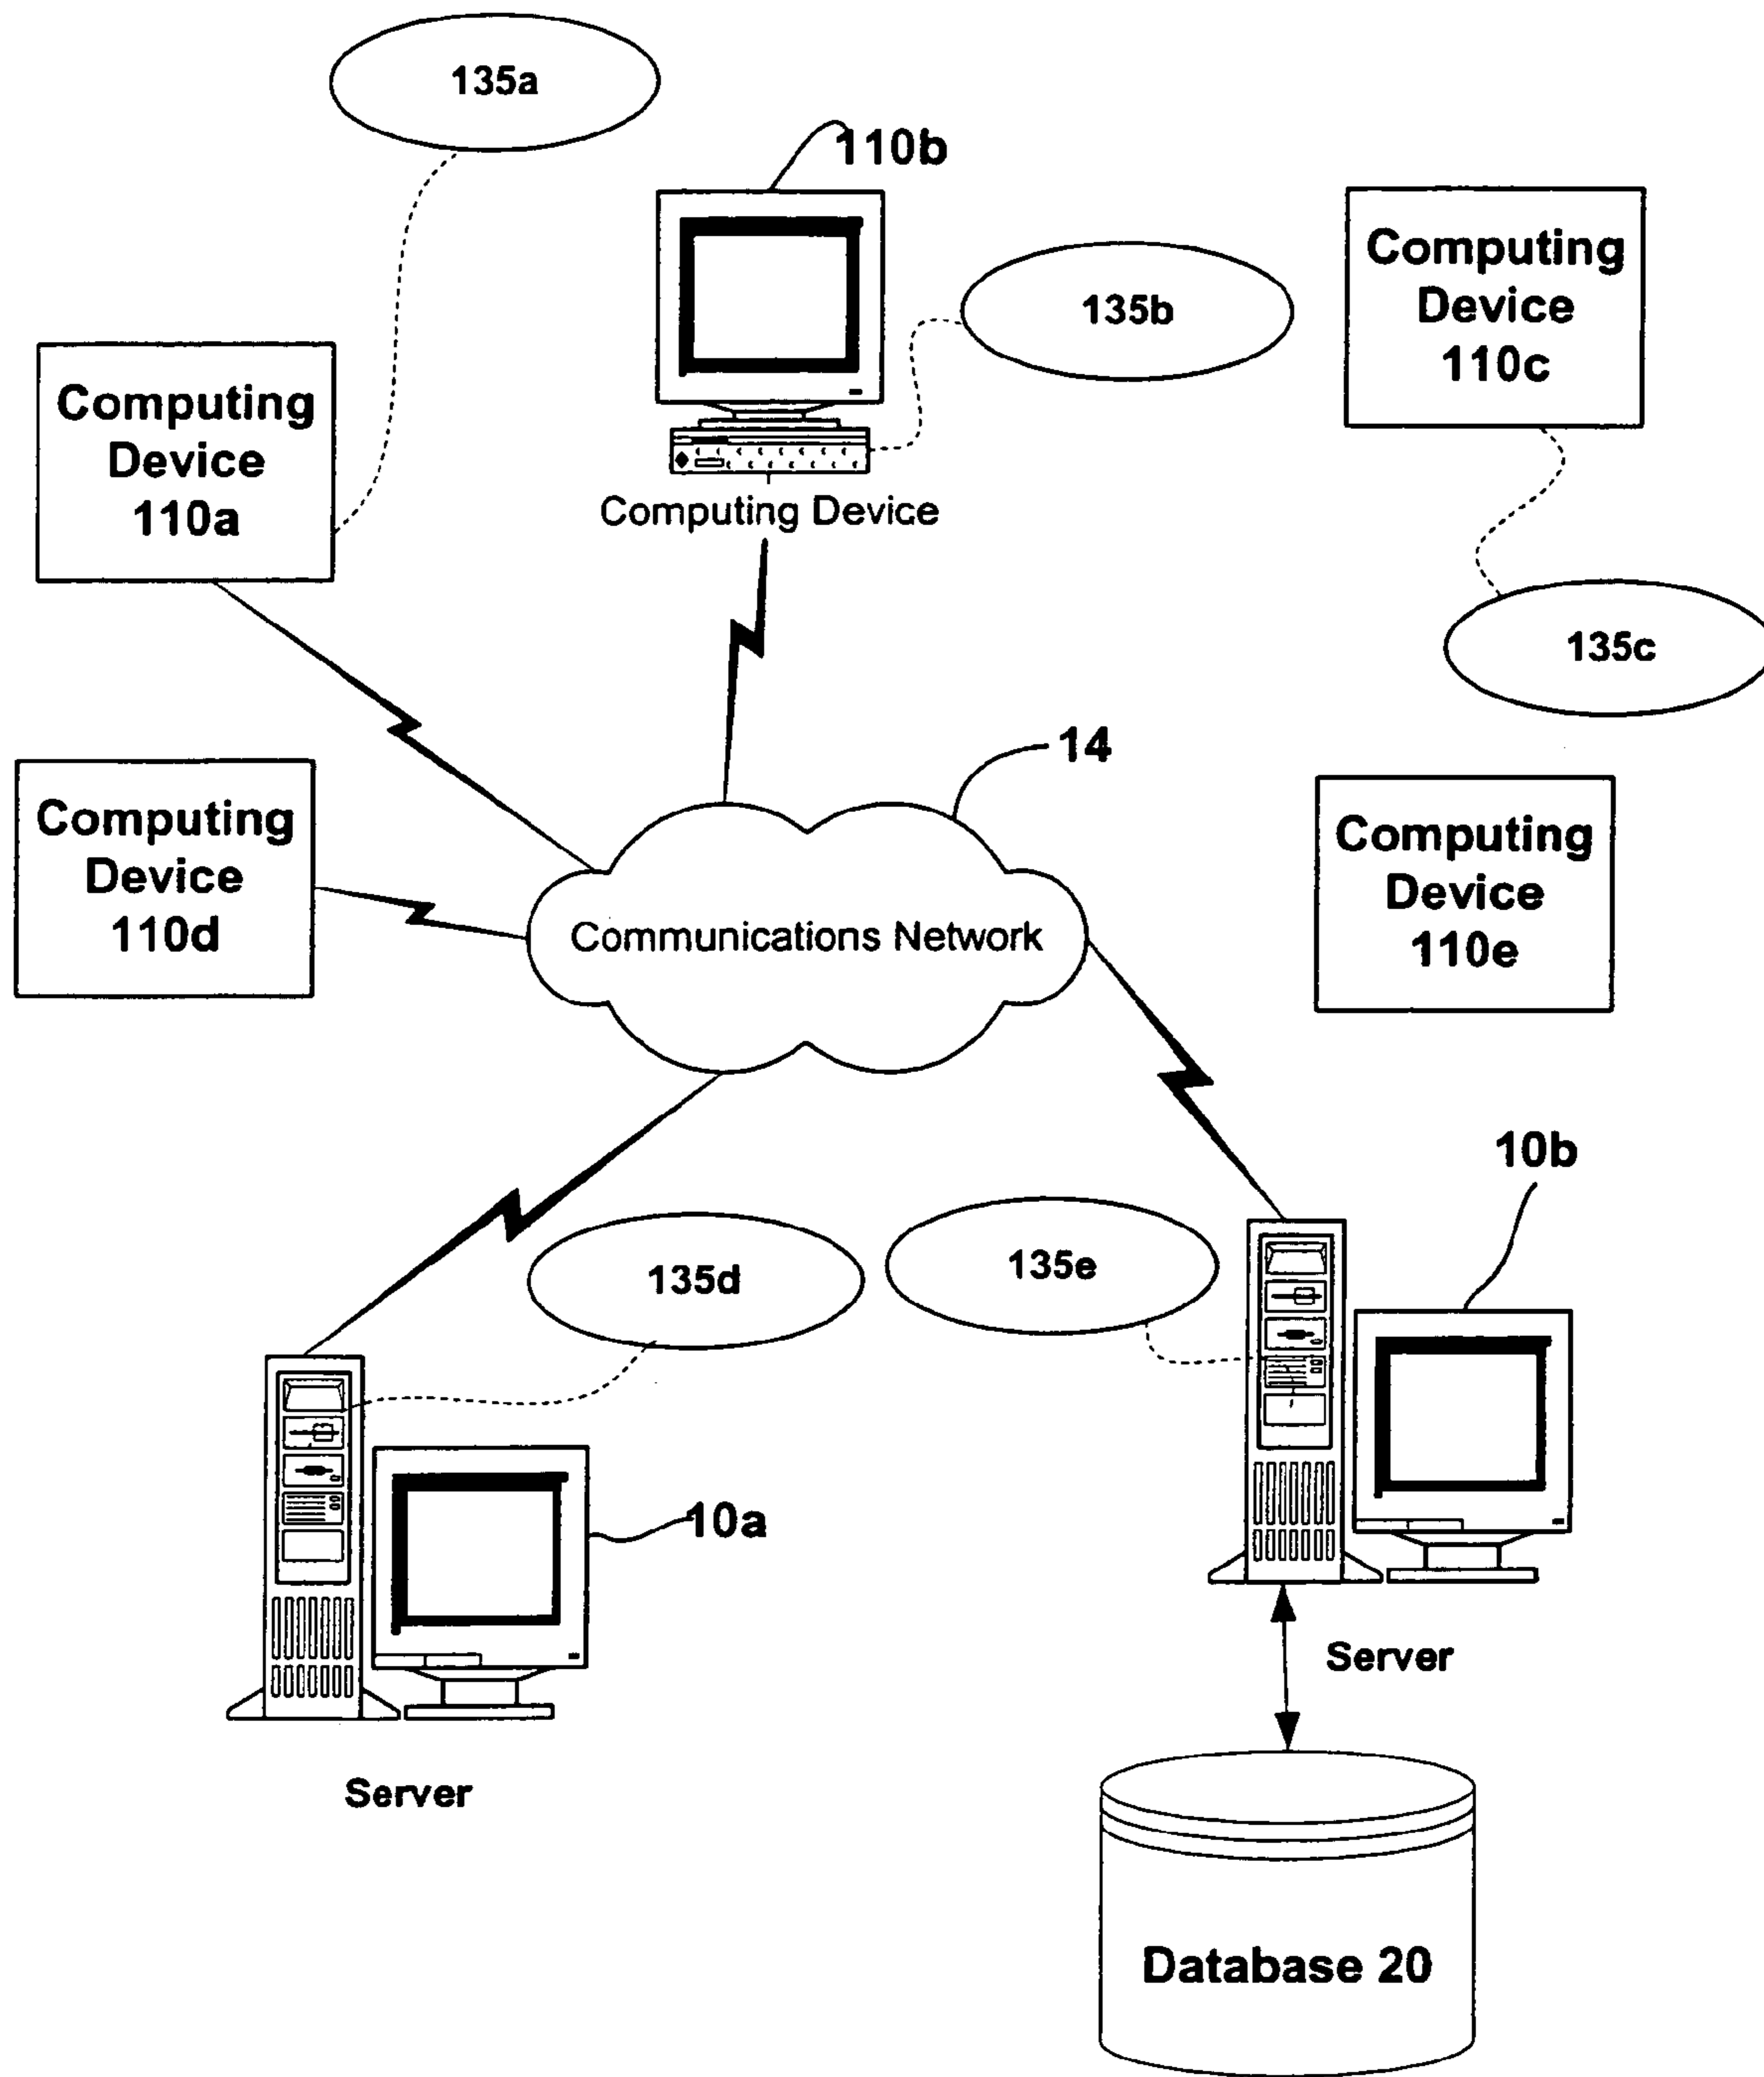 135a
110b
Computing
Device
110c
135b
Computing
Device
110a
Computing Device
135c
14
Computing
Device
110d
Computing
Device
110e
Communications Network
10b
135d
135e
10a
Server
Server
Database 20